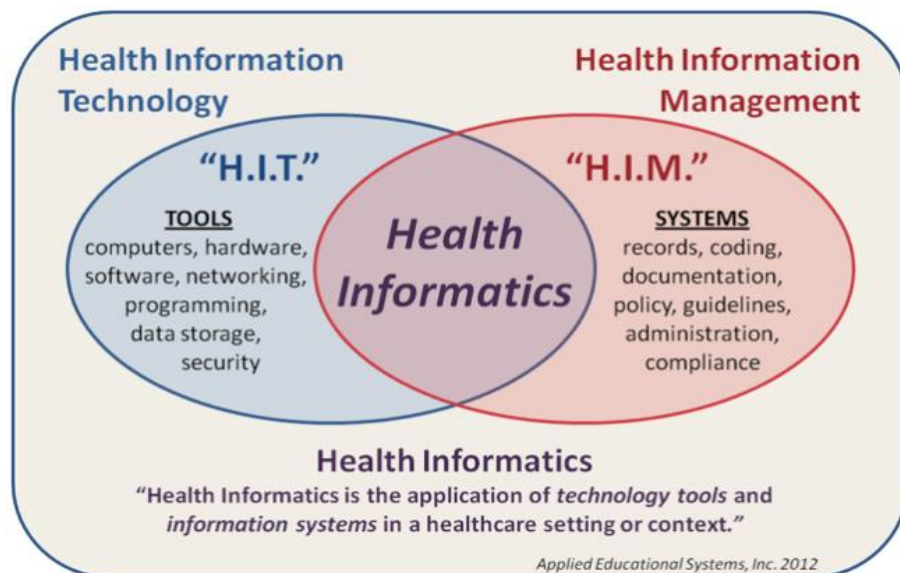 Health Information
Technology
Health Information
Management
“H.I.T.”
TOOLS
computers, hardware,
software, networking,
programming,
data storage,
security
Health
Informatics
“H.I.M.”
SYSTEMS
records, coding,
documentation,
policy, guidelines,
administration,
compliance
Health Informatics
“Health Informatics is the application of technology tools and
information systems in a healthcare setting or context.”
Applied Educational Systems, Inc. 2012